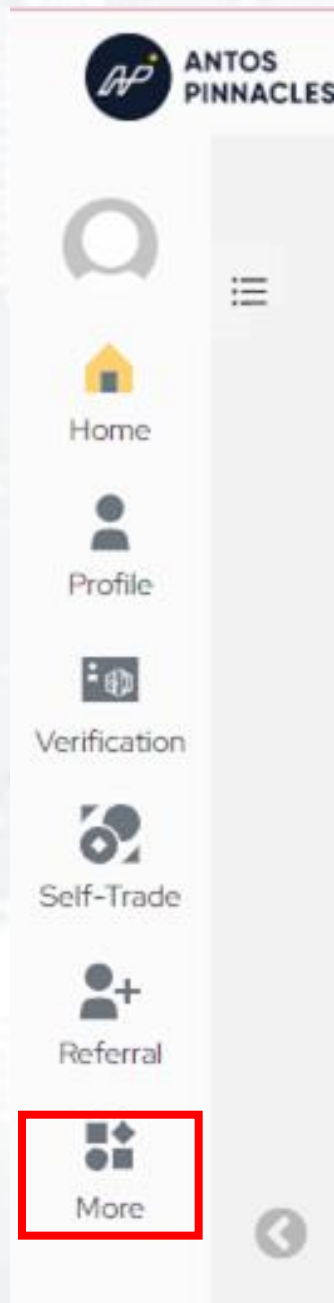 ANTOS
PINNACLES
Home
Profile
Verification
Self-Trade
Referral
More